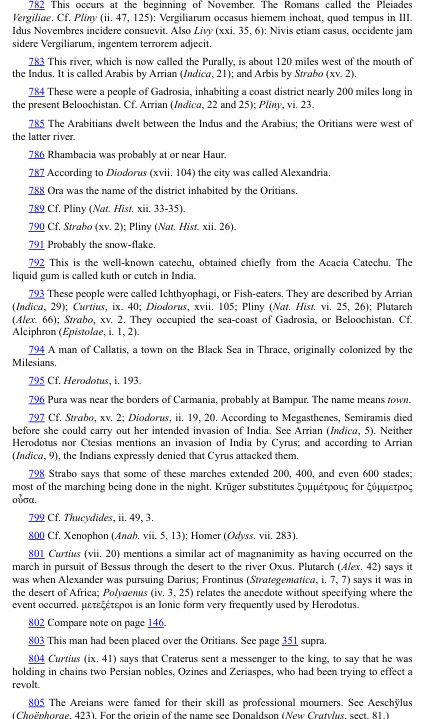 782 This occurs at the beginning of November. The Romans called the Pleiades
Vergiliae. Cf. Pliny (ii. 47, 125): Vergiliarum occasus hiemem inchoat, quod tempus in III.
Idus Novembres incidere consuevit. Also Livy (xxi. 35, 6): Nivis etiam casus, occidente jam
sidere Vergiliarum, ingentem terrorem adjecit.
783 This river, which is now called the Purally, is about 120 miles west of the mouth of
the Indus. It is called Arabis by Arrian (Indica, 21); and Arbis by Strabo (xv. 2).
784 These were a people of Gadrosia, inhabiting a coast district nearly 200 miles long in
the present Beloochistan. Cf. Arrian (Indica, 22 and 25); Pliny, vi. 23.
785 The Arabitians dwelt between the Indus and the Arabius; the Oritians were west of
the latter river.
786 Rhambacia was probably at or near Haur.
787 According to Diodorus (xvii. 104) the city was called Alexandria.
788 Ora was the name of the district inhabited by the Oritians.
789 Cf. Pliny (Nat. Hist. xii. 33-35).
790 Cf. Strabo (xv. 2); Pliny (Nat. Hist. xii. 26).
791 Probably the snow-flake.
792 This is the well-known catechu, obtained chiefly from the Acacia Catechu. The
liquid gum is called kuth or cutch in India.
793 These people were called Ichthyophagi, or Fish-eaters. They are described by Arrian
(Indica, 29); Curtius, ix. 40; Diodorus, xvii. 105; Pliny (Nat. Hist. vi. 25, 26); Plutarch
(Alex. 66); Strabo, xv. 2. They occupied the sea-coast of Gadrosia, or Beloochistan. Cf.
Alciphron (Epistolae, i. 1, 2).
794 A man of Callatis, a town on the Black Sea in Thrace, originally colonized by the
Milesians.
795 Cf. Herodotus, i. 193.
796 Pura was near the borders of Carmania, probably at Bampur. The name means town.
797 Cf. Strabo, xv. 2; Diodorus, ii. 19, 20. According to Megasthenes, Semiramis died
before she could carry out her intended invasion of India. See Arrian (Indica, 5). Neither
Herodotus nor Ctesias mentions an invasion of India by Cyrus; and according to Arrian
(Indica, 9), the Indians expressly denied that Cyrus attacked them.
798 Strabo says that some of these marches extended 200, 400, and even 600 stades;
most of the marching being done in the night. Krüger substitutes ξυμμέτρους for ξύμμετρος
οὖσα.
799 Cf. Thucydides, ii. 49, 3.
800 Cf. Xenophon (Anab. vii. 5, 13); Homer (Odyss. vii. 283).
801 Curtius (vii. 20) mentions a similar act of magnanimity as having occurred on the
march in pursuit of Bessus through the desert to the river Oxus. Plutarch (Alex. 42) says it
was when Alexander was pursuing Darius; Frontinus (Strategematica, i. 7, 7) says it was in
the desert of Africa; Polyaenus (iv. 3, 25) relates the anecdote without specifying where the
event occurred. μετεξέτεροι is an Ionic form very frequently used by Herodotus.
802 Compare note on page 146.
803 This man had been placed over the Oritians. See page 351 supra.
804 Curtius (ix. 41) says that Craterus sent a messenger to the king, to say that he was
holding in chains two Persian nobles, Ozines and Zeriaspes, who had been trying to effect a
revolt.
805 The Areians were famed for their skill as professional mourners. See Aeschÿlus
(Choëphorae, 423). For the origin of the name see Donaldson (New Cratylus, sect. 81.)